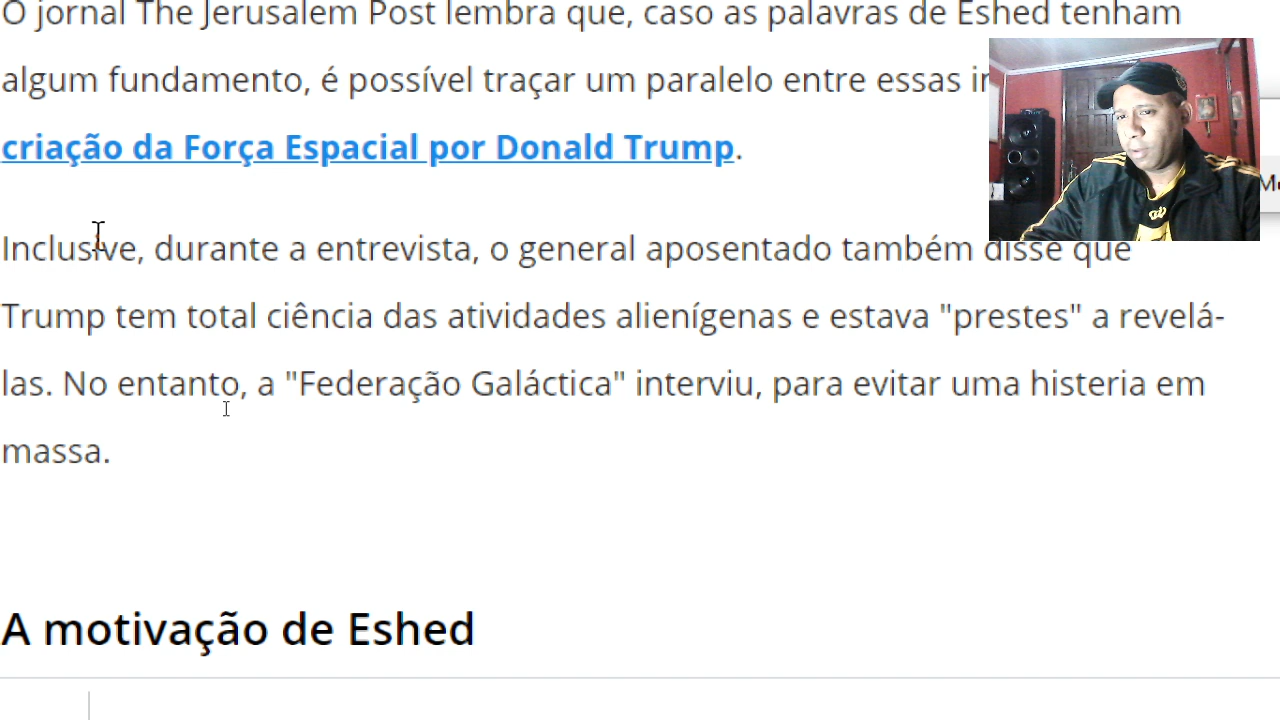 O jornal The Jerusalem Post lembra que, caso as palavras de Eshed tenham
algum fundamento, é possível traçar um paralelo entre essas
criação da Força Espacial por Donald Trump.
Inclusive, durante a entrevista, o general aposentado também disse que
Trump tem total ciência das atividades alienígenas e estava "prestes" a revelá-
las. No entanto, a "Federação Galáctica" interviu, para evitar uma histeria em
massa.
A motivação de Eshed